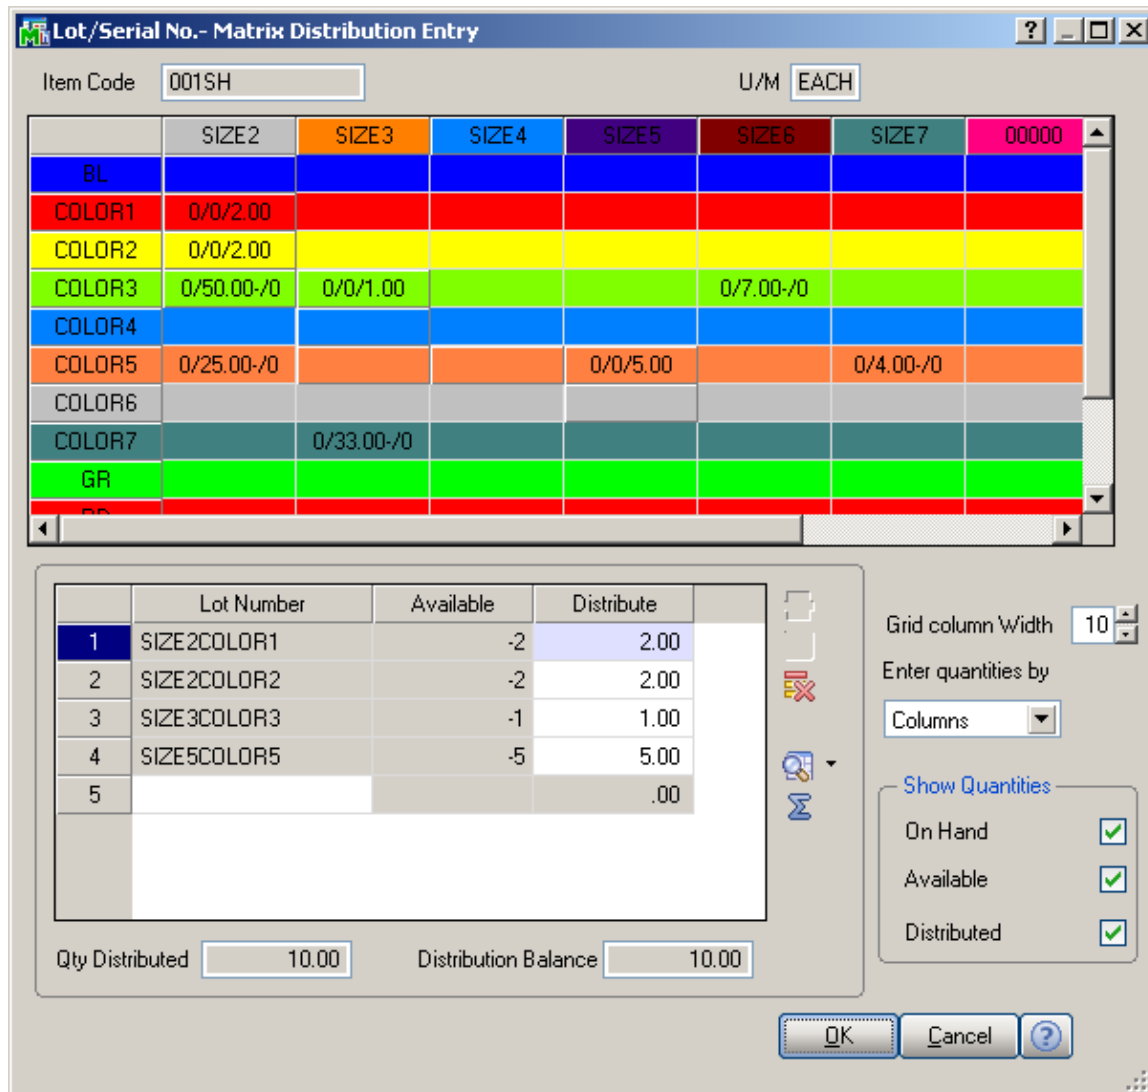 Lot/Serial No.- Matrix Distribution Entry
Item Code 001SH U/M EACH
SIZE2 SIZE3 SIZE4 SIZE5 SIZE6 SIZE7 00000
BL
COLOR1 0/0/2.00
COLOR2 0/0/2.00
COLOR3 0/50.00-/0 0/0/1.00 0/7.00-/0
COLOR4
COLOR5 0/25.00-/0 0/0/5.00 0/4.00-/0
COLOR6
COLOR7 0/33.00-/0
GR
Lot Number Available Distribute
1 SIZE2COLOR1 -2 2.00
2 SIZE2COLOR2 -2 2.00
3 SIZE3COLOR3 -1 1.00
4 SIZE5COLOR5 -5 5.00
5 .00
Qty Distributed 10.00 Distribution Balance 10.00
Grid column Width 10
Enter quantities by
Columns
Show Quantities
On Hand
Available
Distributed
OK Cancel